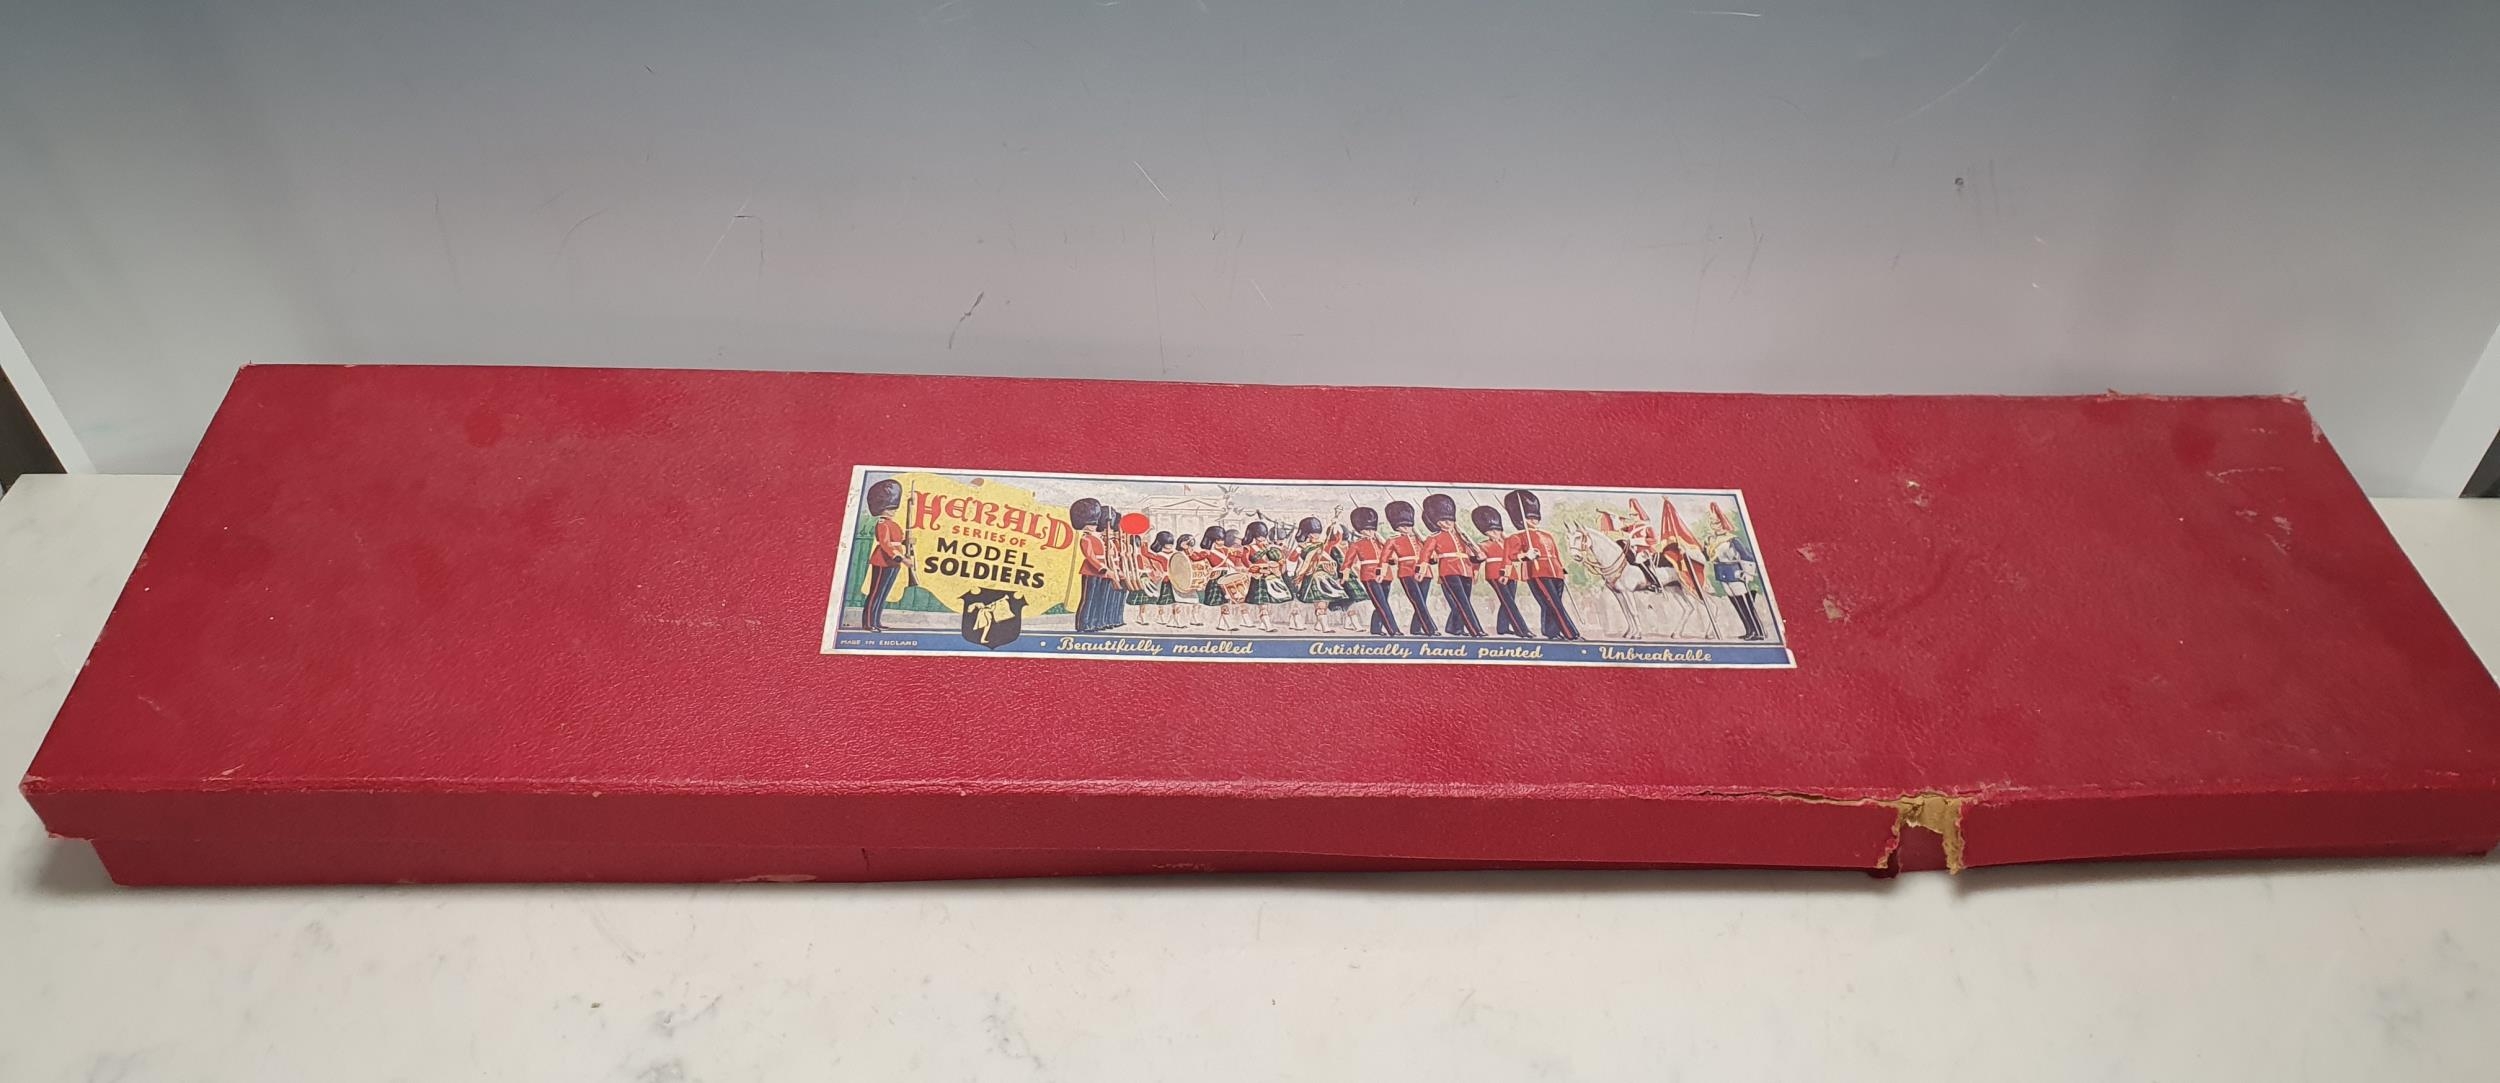 HERALD
SERIES OF
MODEL
SOLDIERS
MADE IN ENGLAND
• Beautifully modelled Artistically hand painted • Unbreakable